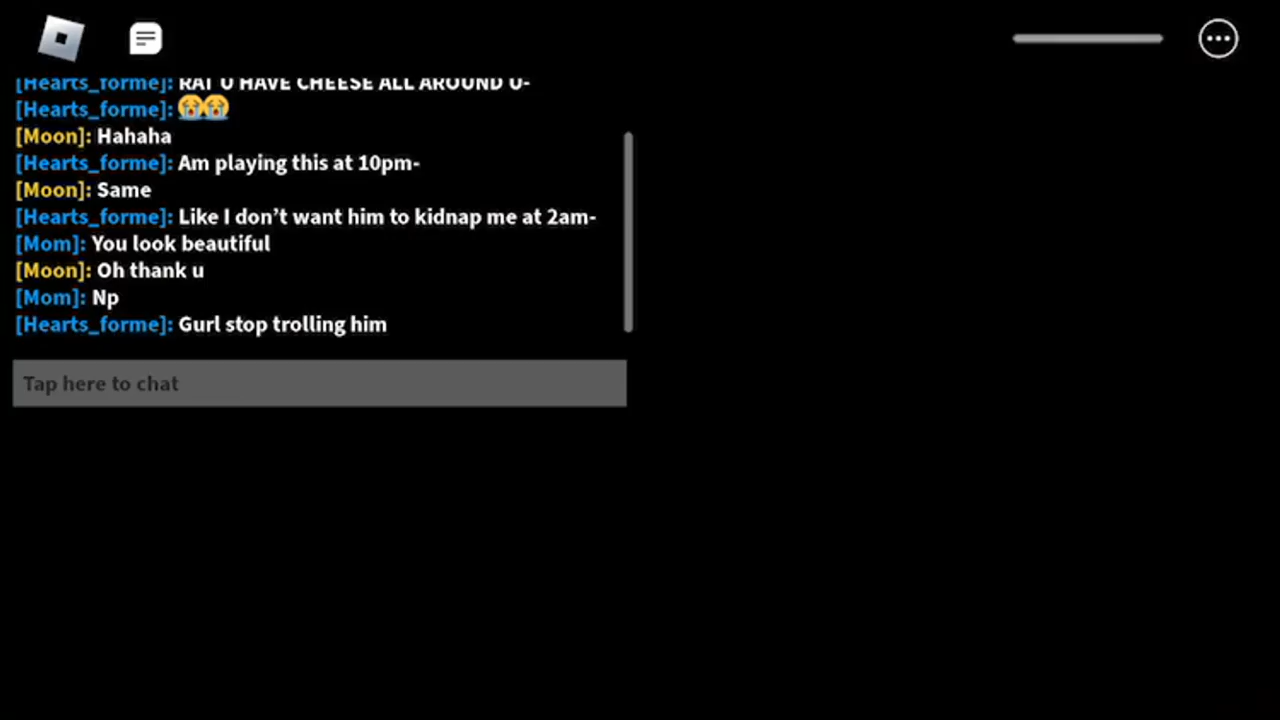 [Hearts_forme]: RAT U HAVE CHEESE ALL AROUND U-
[Hearts_forme]: 😭😭
[Moon]: Hahaha
[Hearts_forme]: Am playing this at 10pm-
[Moon]: Same
[Hearts_forme]: Like I don’t want him to kidnap me at 2am-
[Mom]: You look beautiful
[Moon]: Oh thank u
[Mom]: Np
[Hearts_forme]: Gurl stop trolling him
Tap here to chat